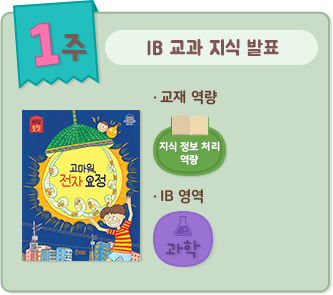 1주
IB 교과 지식 발표
· 교재 역량
지식 정보 처리
역량
고마워,
전자 요정
· IB 영역
과학